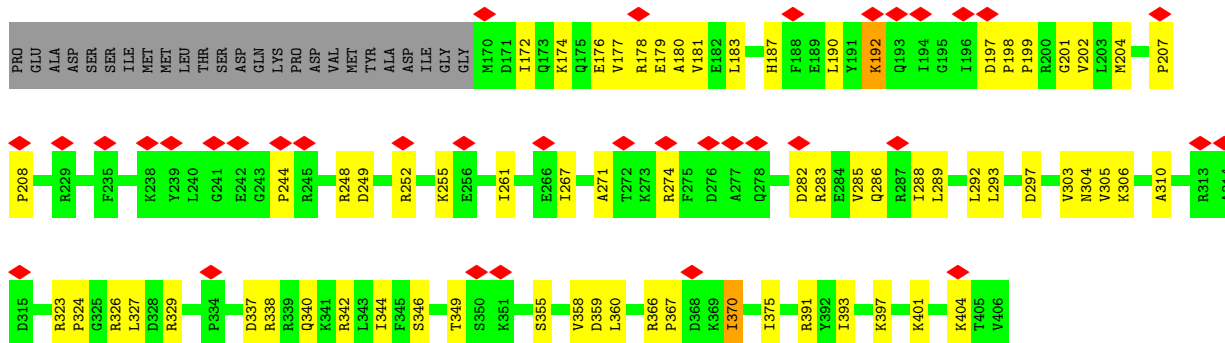 PRO GLU ALA ASP SER SER ILE MET MET LEU THR SER ASP GLN LYS PRO ASP VAL MET TYR ALA ASP ILE GLY GLY M170 D171 I172 Q173 K174 Q175 E176 V177 R178 E179 A180 V181 E182 L183 H187 F188 E189 L190 Y191 K192 Q193 I194 G195 I196 D197 P198 P199 R200 G201 V202 L203 M204 P207
P208 R229 F235 K238 Y239 L240 G241 E242 G243 P244 R245 R248 D249 R252 K255 E256 I261 E266 I267 A271 T272 K273 R274 F275 D276 A277 Q278 D282 R283 E284 V285 Q286 R287 I288 L289 L292 L293 D297 V303 N304 V305 K306 A310 R313 A314
D315 R323 P324 G325 R326 L327 D328 R329 P334 D337 R338 R339 Q340 K341 R342 L343 I344 F345 S346 T349 S350 K351 S355 V358 D359 L360 R366 P367 D368 K369 I370 I375 R391 Y392 I393 K397 K401 K404 T405 V406